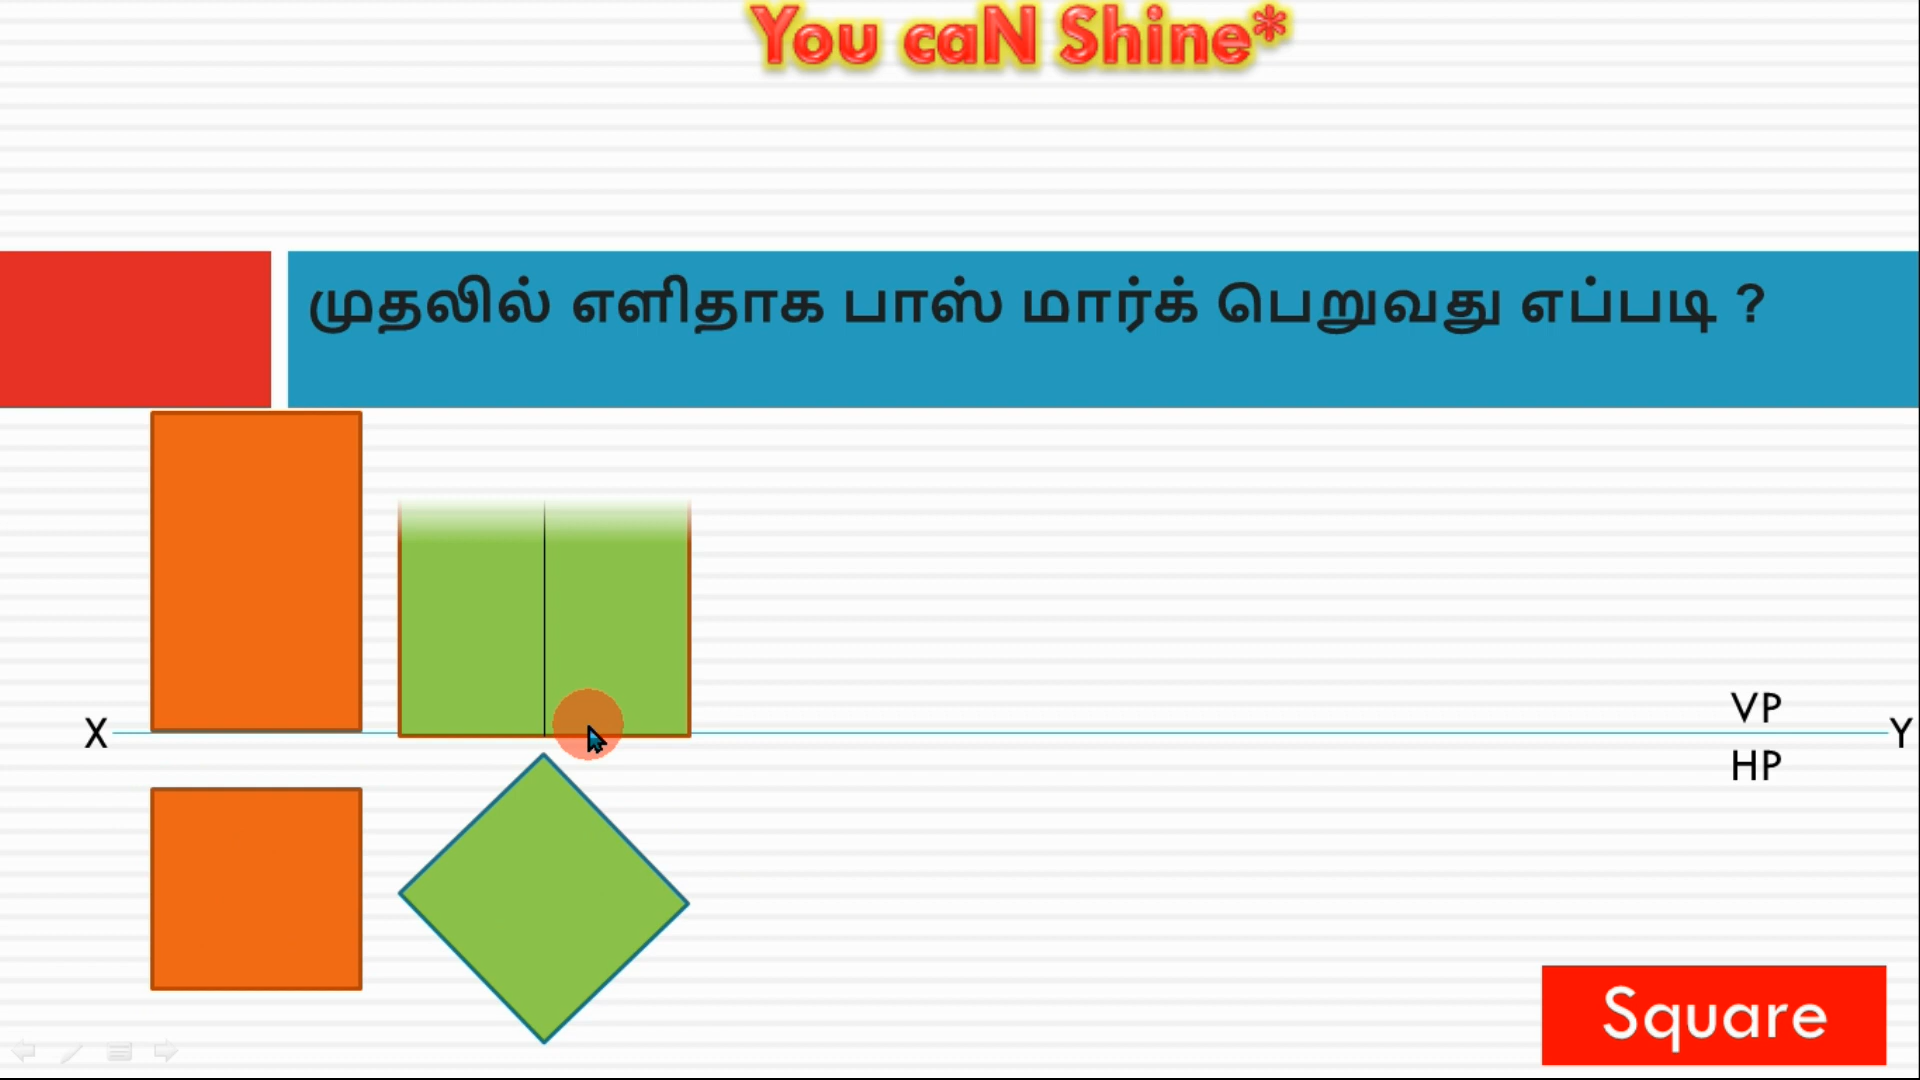 You caN Shine*
முதலில் எளிதாக பாஸ் மார்க் பெறுவது எப்படி ?
VP
X
Y
HP
Square